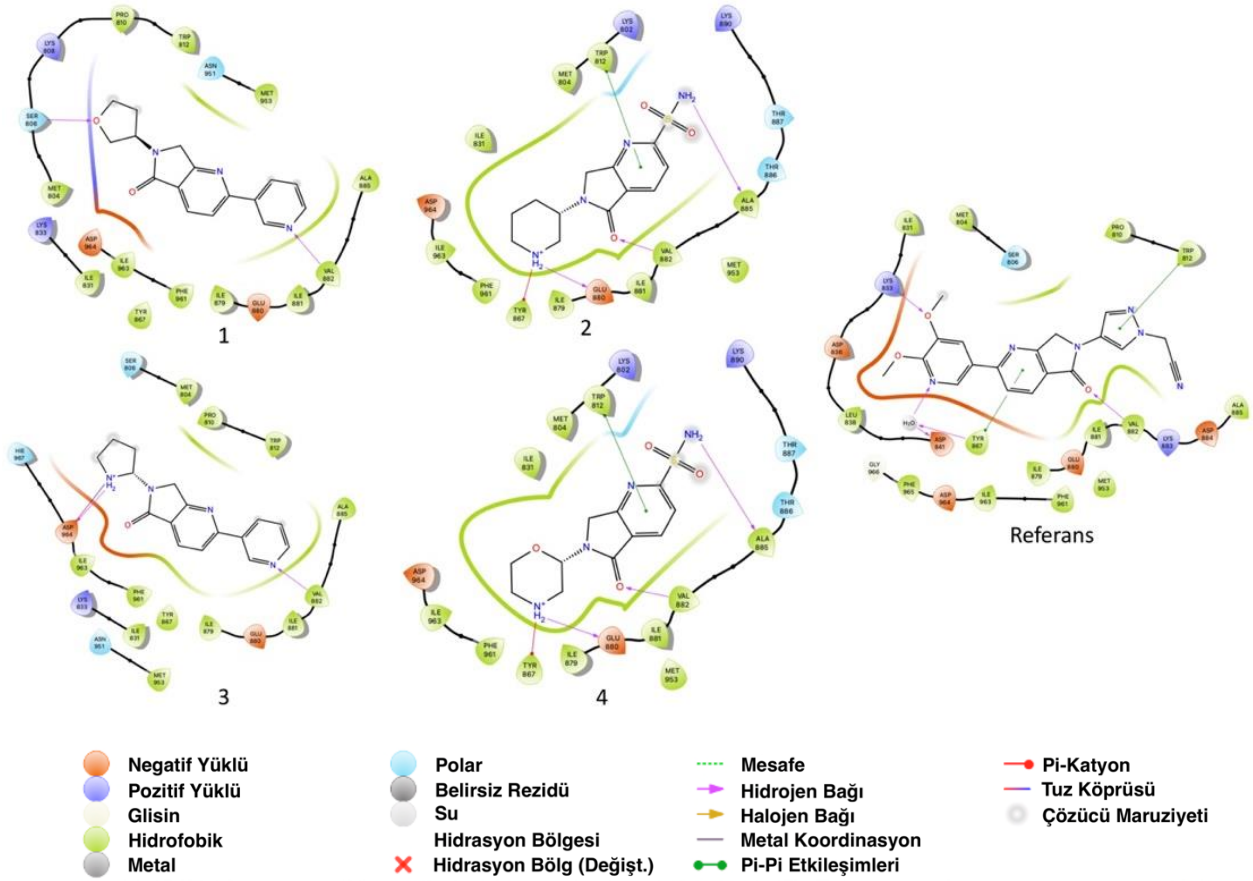 PRO 810
TRP 812
LYS 808
ASN 951
MET 953
SER 806
O
N
N
O
N
MET 804
ALA 885
LYS 833
ASP 964
ILE 963
ILE 831
PHE 961
TYR 867
ILE 879
GLU 880
ILE 881
VAL 882
1
LYS 802
LYS 890
TRP 812
MET 804
NH2
O
S
O
THR 887
ILE 831
N
THR 886
ASP 964
N
O
ALA 885
ILE 963
N+
H2
VAL 882
PHE 961
MET 953
TYR 867
ILE 879
GLU 880
ILE 881
2
SER 806
MET 804
PRO 810
TRP 812
HIE 967
N+
H2
N
N
O
N
ASP 964
ALA 885
ILE 963
PHE 961
LYS 833
ILE 831
TYR 867
ILE 879
GLU 880
ILE 881
VAL 882
ASN 951
MET 953
3
LYS 802
LYS 890
TRP 812
MET 804
NH2
O
S
O
THR 887
ILE 831
N
THR 886
O
N
ALA 885
O
ASP 964
N+
H2
VAL 882
ILE 963
PHE 961
TYR 867
ILE 879
GLU 880
ILE 881
MET 953
4
ILE 831
MET 804
SER 806
PRO 810
TRP 812
LYS 833
O
O
N
N
N
N
N
N
O
ASP 836
LEU 838
H2O
ASP 841
TYR 867
GLY 966
PHE 965
ASP 964
ILE 963
PHE 961
ILE 879
GLU 880
ILE 881
VAL 882
LYS 883
ASP 884
ALA 885
MET 953
Referans
Negatif Yüklü
Pozitif Yüklü
Glisin
Hidrofobik
Metal
Polar
Belirsiz Rezidü
Su
Hidrasyon Bölgesi
Hidrasyon Bölg (Değişt.)
Mesafe
Hidrojen Bağı
Halojen Bağı
Metal Koordinasyon
Pi-Pi Etkileşimleri
Pi-Katyon
Tuz Köprüsü
Çözücü Maruziyeti